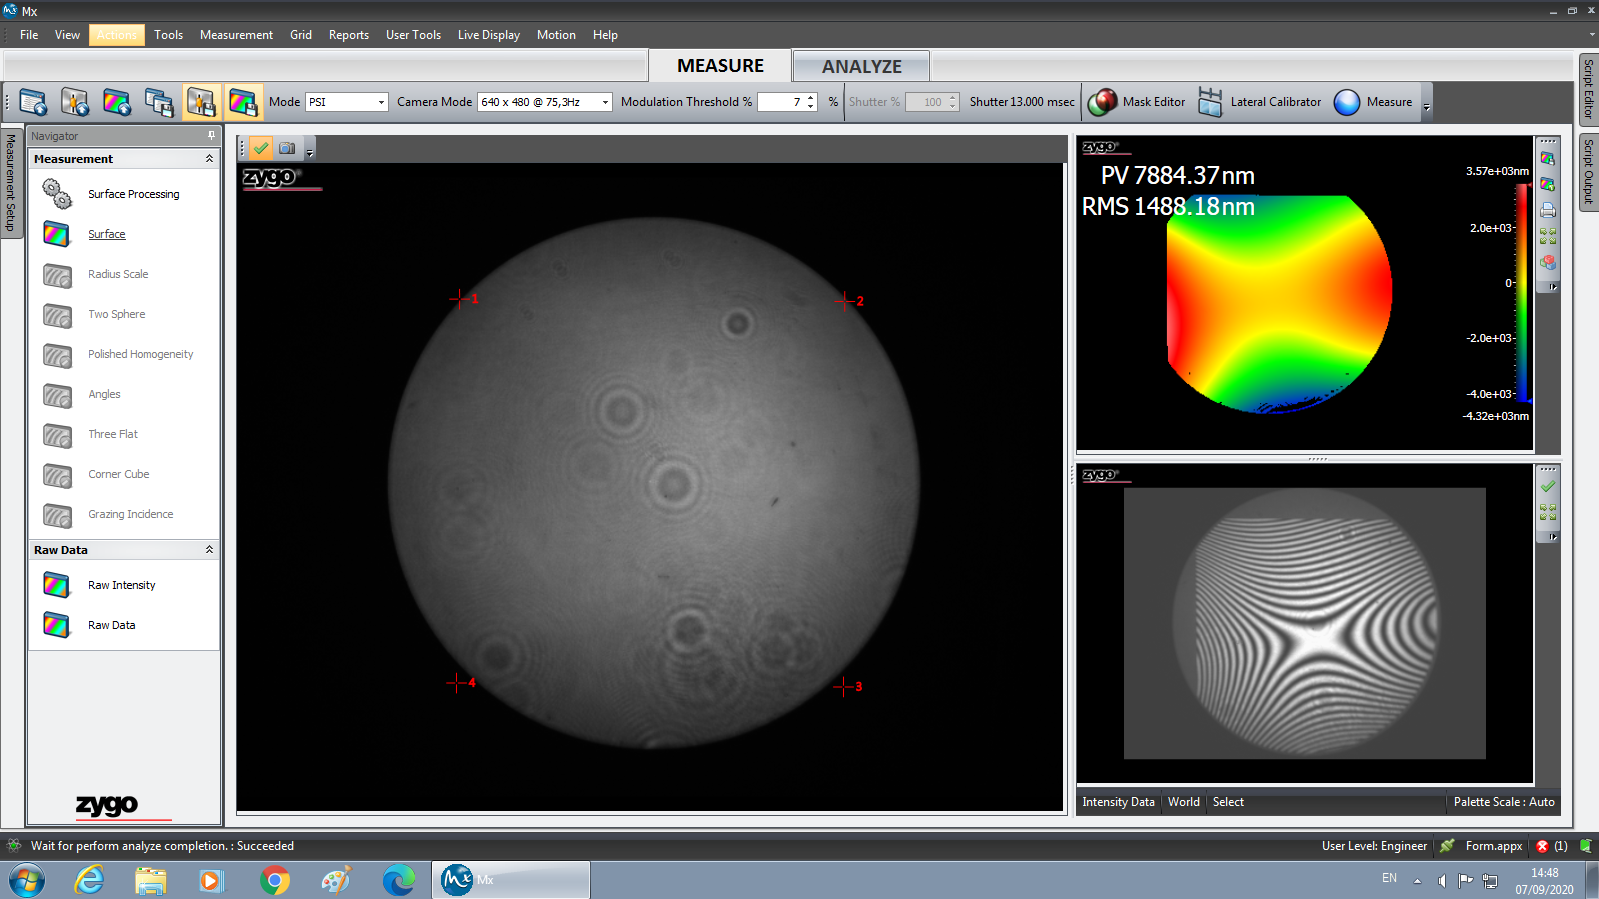 Mx
File View Actions Tools Measurement Grid Reports User Tools Live Display Motion Help
MEASURE ANALYZE
Mode PSI Camera Mode 640 x 480 @ 75,3Hz Modulation Threshold % 7 % Shutter % 100 Shutter 13.000 msec Mask Editor Lateral Calibrator Measure
Script Editor
Script Output
Measurement Setup
Navigator
Measurement
Surface Processing
Surface
Radius Scale
Two Sphere
Polished Homogeneity
Angles
Three Flat
Corner Cube
Grazing Incidence
Raw Data
Raw Intensity
Raw Data
zygo
zygo
1
2
4
3
zygo
PV 7884.37nm
RMS 1488.18nm
3.57e+03nm
2.0e+03
0
-2.0e+03
-4.0e+03
-4.32e+03nm
zygo
Intensity Data World Select Palette Scale : Auto
Wait for perform analyze completion. : Succeeded User Level: Engineer Form.appx (1)
Mx EN 14:48
07/09/2020